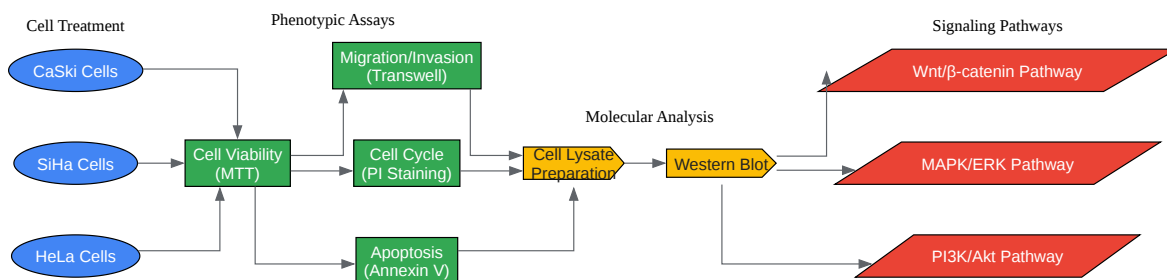 Cell Treatment
Phenotypic Assays
Signaling Pathways
CaSki Cells
Migration/Invasion
(Transwell)
Wnt/β-catenin Pathway
Molecular Analysis
SiHa Cells
Cell Viability
(MTT)
Cell Cycle
(PI Staining)
Cell Lysate
Preparation
Western Blot
MAPK/ERK Pathway
HeLa Cells
Apoptosis
(Annexin V)
PI3K/Akt Pathway